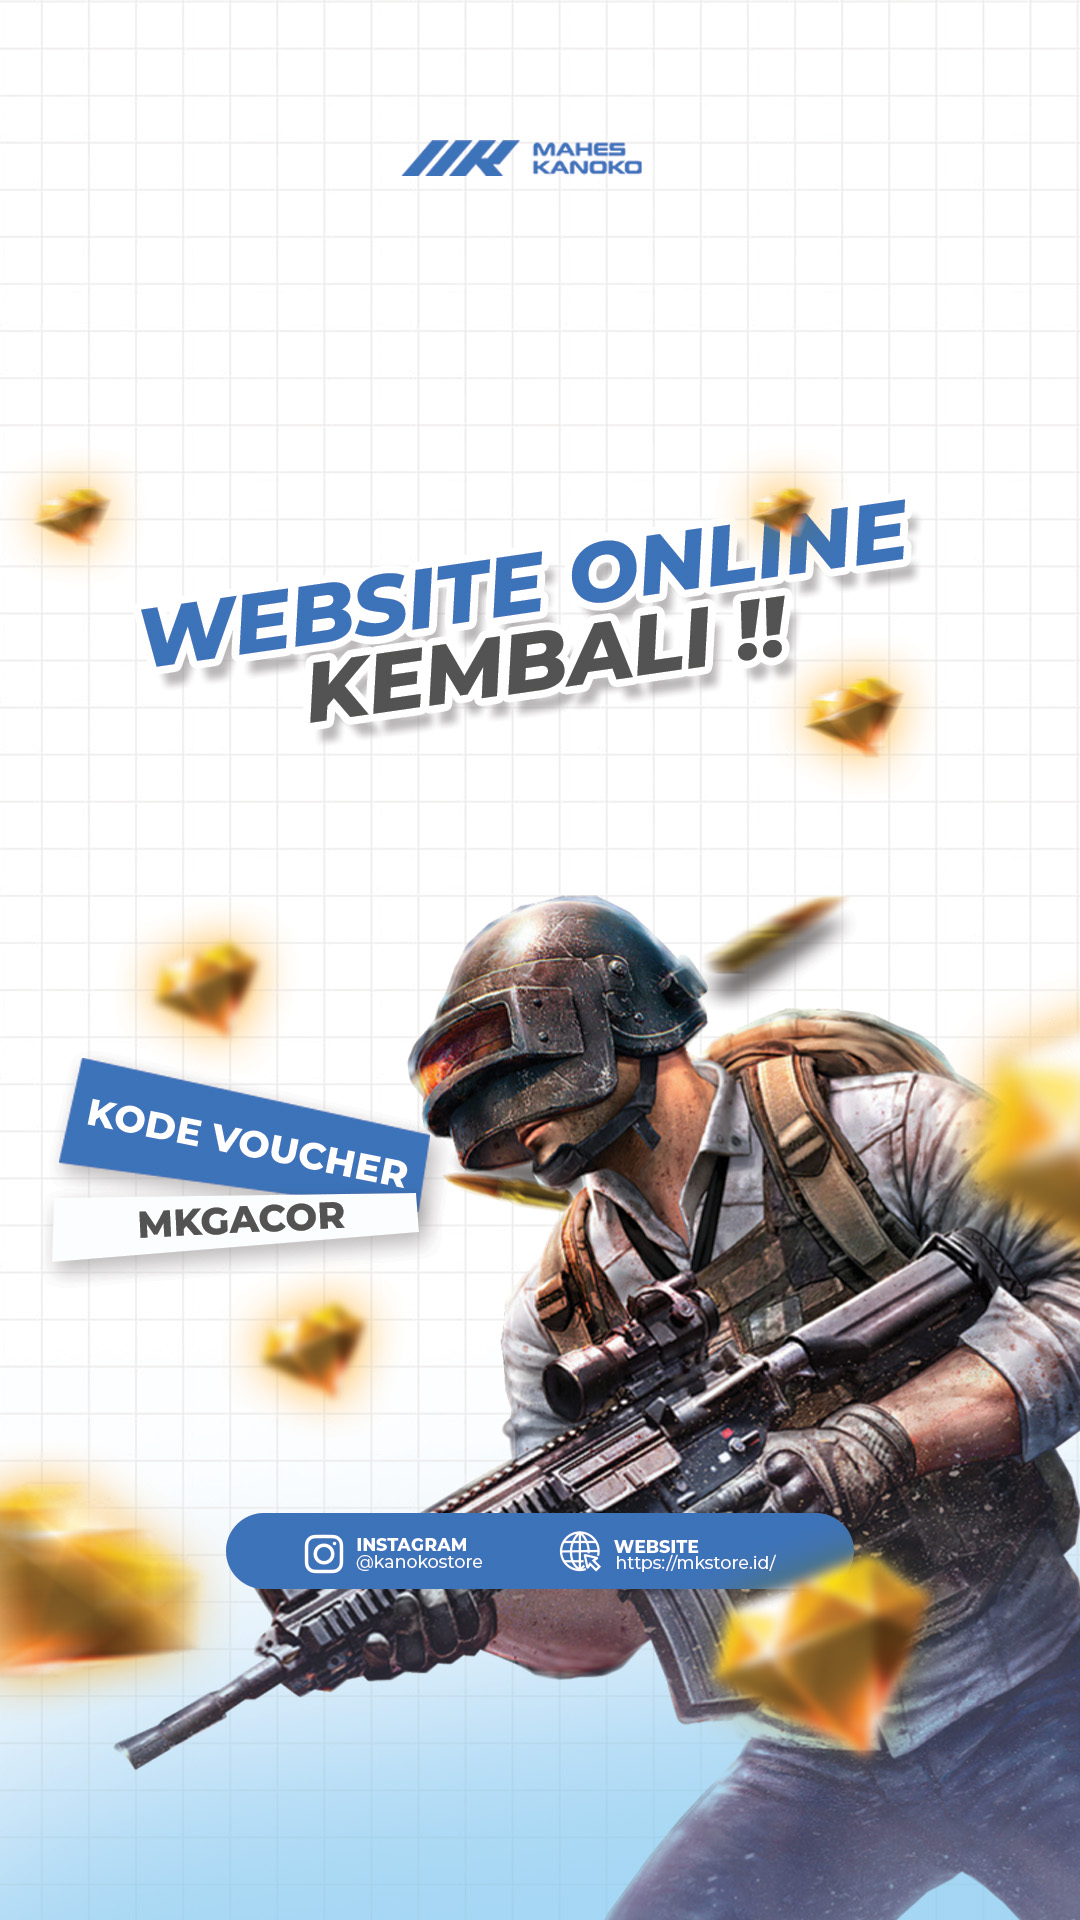 MAHES
KANOKO
WEBSITE ONLINE
KEMBALI !!
KODE VOUCHER
MKGACOR
INSTAGRAM
@kanokostore
WEBSITE
https://mkstore.id/